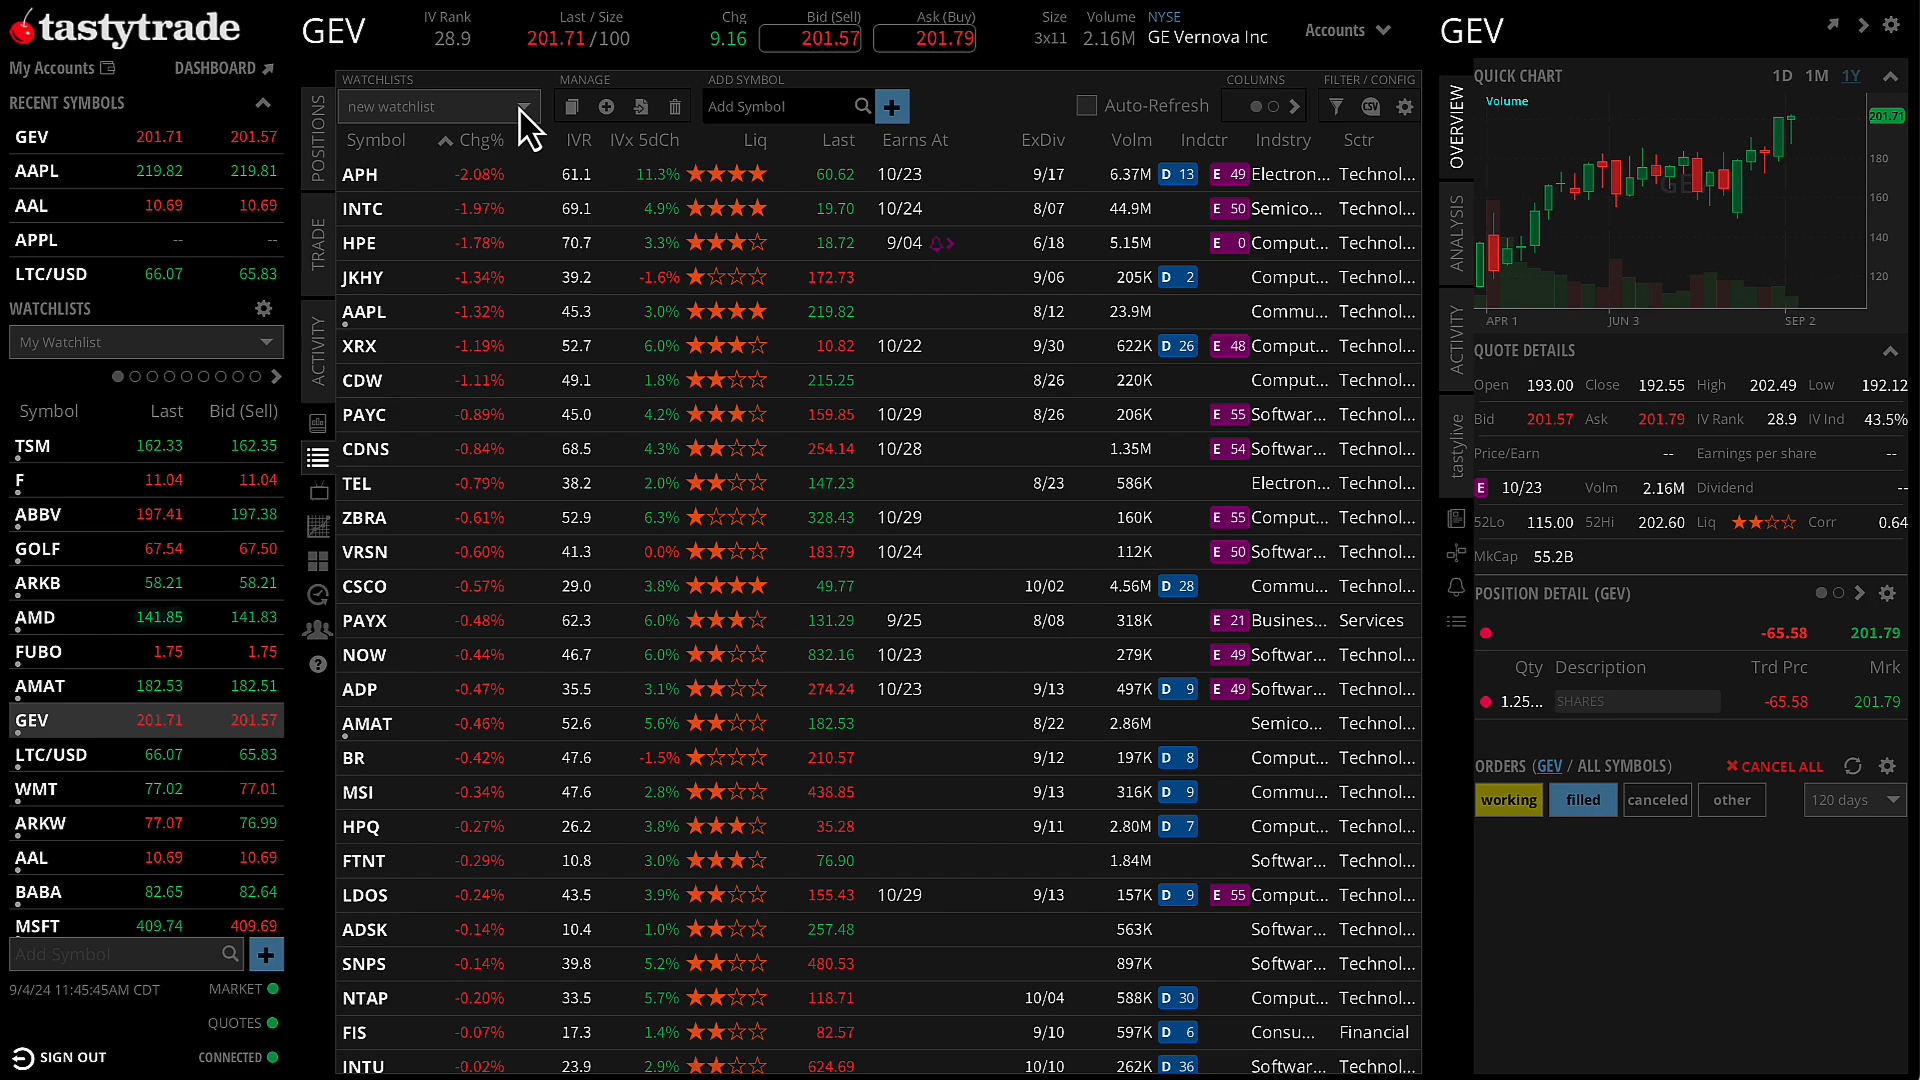 tastytrade
My Accounts DASHBOARD
RECENT SYMBOLS
GEV 201.71 201.57
AAPL 219.82 219.81
AAL 10.69 10.69
APPL -- --
LTC/USD 66.07 65.83
WATCHLISTS
My Watchlist
Symbol Last Bid (Sell)
TSM 162.33 162.35
F 11.04 11.04
ABBV 197.41 197.38
GOLF 67.54 67.50
ARKB 58.21 58.21
AMD 141.85 141.83
FUBO 1.75 1.75
AMAT 182.53 182.51
GEV 201.71 201.57
LTC/USD 66.07 65.83
WMT 77.02 77.01
ARKW 77.07 76.99
AAL 10.69 10.69
BABA 82.65 82.64
MSFT 409.74 409.69
Add Symbol
9/4/24 11:45:45AM CDT MARKET
QUOTES
SIGN OUT CONNECTED
GEV
IV Rank Last / Size Chg Bid (Sell) Ask (Buy) Size Volume NYSE
28.9 201.71 /100 9.16 201.57 201.79 3x11 2.16M GE Vernova Inc
Accounts
POSITIONS
TRADE
ACTIVITY
WATCHLISTS MANAGE ADD SYMBOL COLUMNS FILTER / CONFIG
new watchlist Add Symbol Auto-Refresh CSV
Symbol Chg% IVR IVx 5dCh Liq Last Earns At ExDiv Volm Indctr Indstry Sctr
APH -2.08% 61.1 11.3% 60.62 10/23 9/17 6.37M D 13 E 49 Electron... Technol...
INTC -1.97% 69.1 4.9% 19.70 10/24 8/07 44.9M E 50 Semico... Technol...
HPE -1.78% 70.7 3.3% 18.72 9/04 6/18 5.15M E 0 Comput... Technol...
JKHY -1.34% 39.2 -1.6% 172.73 9/06 205K D 2 Comput... Technol...
AAPL -1.32% 45.3 3.0% 219.82 8/12 23.9M Commu... Technol...
XRX -1.19% 52.7 6.0% 10.82 10/22 9/30 622K D 26 E 48 Comput... Technol...
CDW -1.11% 49.1 1.8% 215.25 8/26 220K Comput... Technol...
PAYC -0.89% 45.0 4.2% 159.85 10/29 8/26 206K E 55 Softwar... Technol...
CDNS -0.84% 68.5 4.3% 254.14 10/28 1.35M E 54 Softwar... Technol...
TEL -0.79% 38.2 2.0% 147.23 8/23 586K Electron... Technol...
ZBRA -0.61% 52.9 6.3% 328.43 10/29 160K E 55 Comput... Technol...
VRSN -0.60% 41.3 0.0% 183.79 10/24 112K E 50 Softwar... Technol...
CSCO -0.57% 29.0 3.8% 49.77 10/02 4.56M D 28 Commu... Technol...
PAYX -0.48% 62.3 6.0% 131.29 9/25 8/08 318K E 21 Busines... Services
NOW -0.44% 46.7 6.0% 832.16 10/23 279K E 49 Softwar... Technol...
ADP -0.47% 35.5 3.1% 274.24 10/23 9/13 497K D 9 E 49 Softwar... Technol...
AMAT -0.46% 52.6 5.6% 182.53 8/22 2.86M Semico... Technol...
BR -0.42% 47.6 -1.5% 210.57 9/12 197K D 8 Comput... Technol...
MSI -0.34% 47.6 2.8% 438.85 9/13 316K D 9 Commu... Technol...
HPQ -0.27% 26.2 3.8% 35.28 9/11 2.80M D 7 Comput... Technol...
FTNT -0.29% 10.8 3.0% 76.90 1.84M Softwar... Technol...
LDOS -0.24% 43.5 3.9% 155.43 10/29 9/13 157K D 9 E 55 Comput... Technol...
ADSK -0.14% 10.4 1.0% 257.48 563K Softwar... Technol...
SNPS -0.14% 39.8 5.2% 480.53 897K Softwar... Technol...
NTAP -0.20% 33.5 5.7% 118.71 10/04 588K D 30 Comput... Technol...
FIS -0.07% 17.3 1.4% 82.57 9/10 597K D 6 Consu... Financial
INTU -0.02% 23.9 2.9% 624.69 10/10 262K D 36 Softwar... Technol...
GEV
OVERVIEW
ANALYSIS
ACTIVITY
tastylive
QUICK CHART 1D 1M 1Y
Volume
201.71
180
160
140
120
GE
APR 1 JUN 3 SEP 2
QUOTE DETAILS
Open 193.00 Close 192.55 High 202.49 Low 192.12
Bid 201.57 Ask 201.79 IV Rank 28.9 IV Ind 43.5%
Price/Earn -- Earnings per share --
E 10/23 Volm 2.16M Dividend --
52Lo 115.00 52Hi 202.60 Liq Corr 0.64
MkCap 55.2B
POSITION DETAIL (GEV)
-65.58 201.79
Qty Description Trd Prc Mrk
1.25... SHARES -65.58 201.79
ORDERS (GEV / ALL SYMBOLS) CANCEL ALL
working filled canceled other 120 days